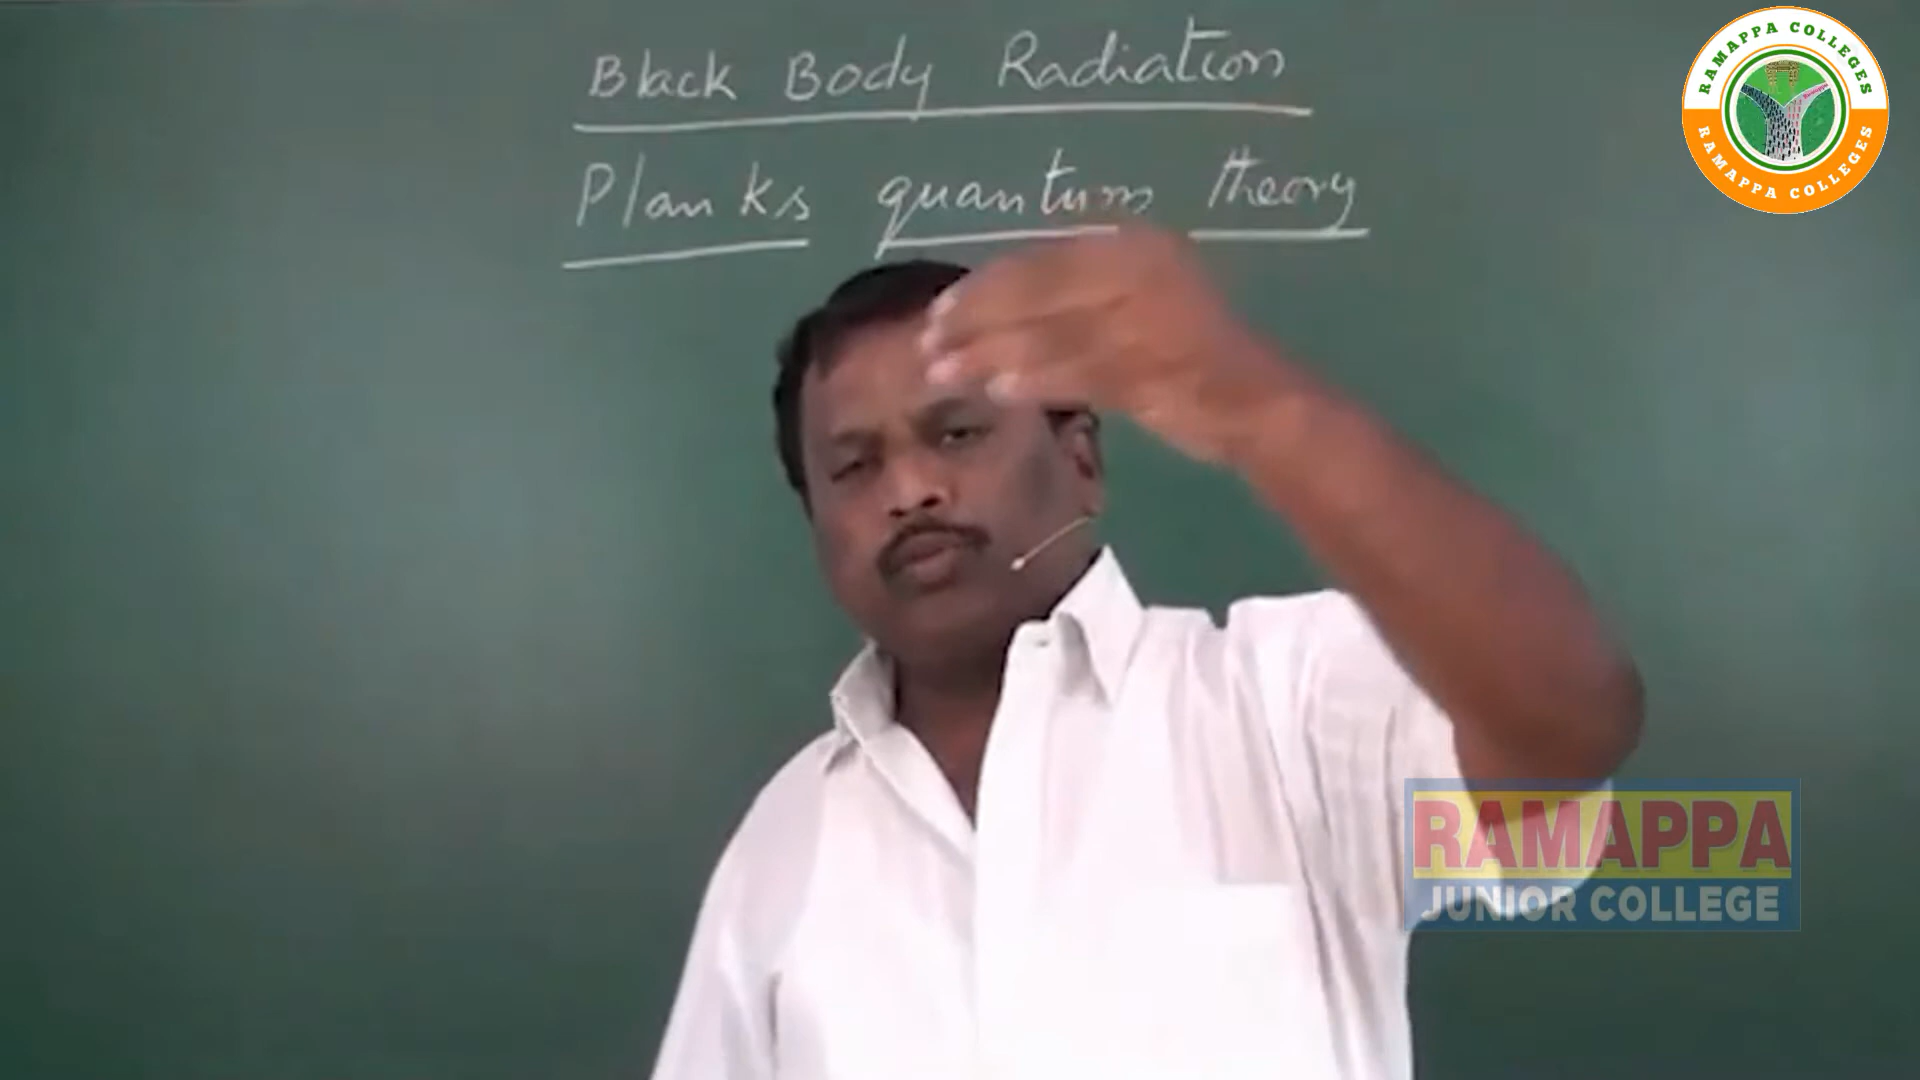 Black Body Radiation
Planks quantum theory
RAMAPPA COLLEGES
RAMAPPA COLLEGES
RAMAPPA
JUNIOR COLLEGE